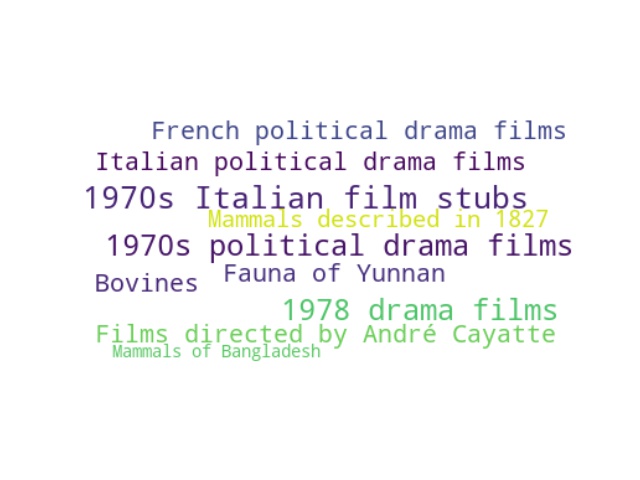 French political drama films
Italian political drama films
1970s Italian film stubs
Mammals described in 1827
1970s political drama films
Fauna of Yunnan
Bovines
1978 drama films
Films directed by André Cayatte
Mammals of Bangladesh